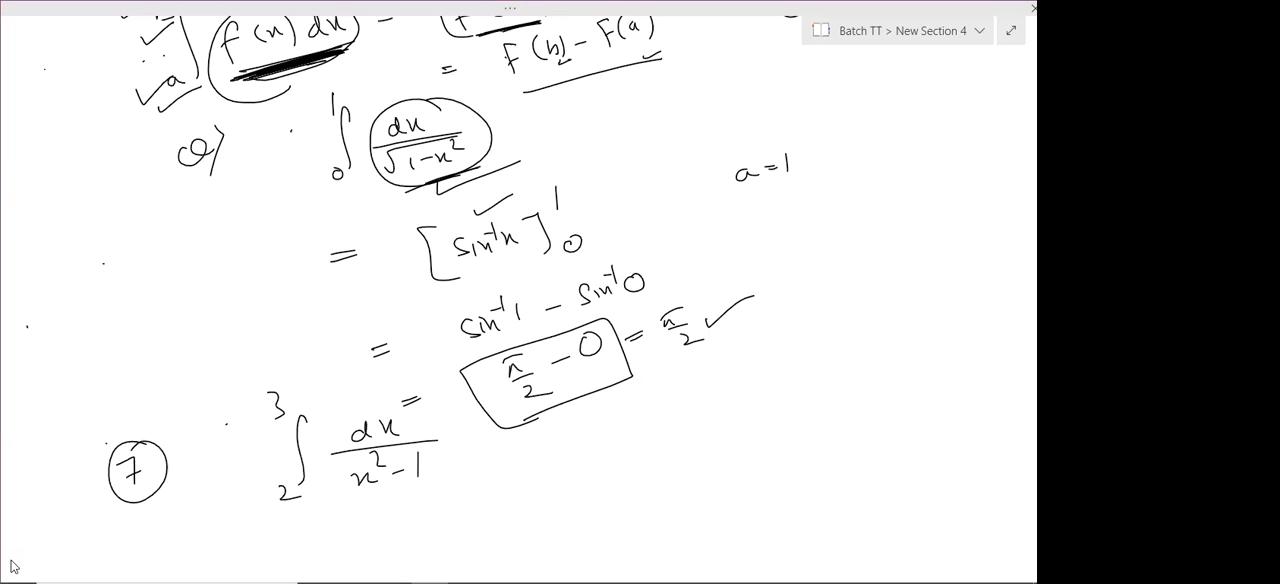 Batch TT > New Section 4
∫ₐ f(x) dx =
= F(b) - F(a)
Q) ∫₀¹ dx/√(1-x²)
a = 1
= [sin⁻¹x]₀¹
= sin⁻¹1 - sin⁻¹0
= π/2 - 0 = π/2
7 ∫₂³ dx/(x²-1)